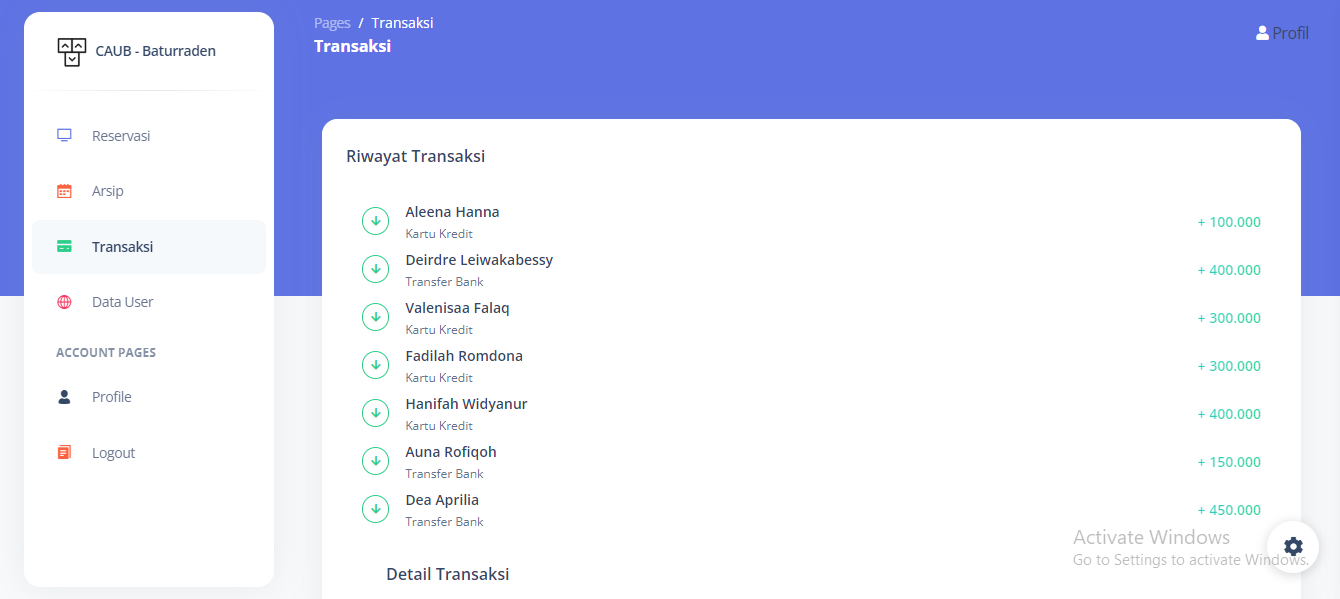 CAUB - Baturraden
Reservasi
Arsip
Transaksi
Data User
ACCOUNT PAGES
Profile
Logout
Pages / Transaksi
Transaksi
Profil
Riwayat Transaksi
Aleena Hanna
Kartu Kredit
+ 100.000
Deirdre Leiwakabessy
Transfer Bank
+ 400.000
Valenisaa Falaq
Kartu Kredit
+ 300.000
Fadilah Romdona
Kartu Kredit
+ 300.000
Hanifah Widyanur
Kartu Kredit
+ 400.000
Auna Rofiqoh
Transfer Bank
+ 150.000
Dea Aprilia
Transfer Bank
+ 450.000
Detail Transaksi
Activate Windows
Go to Settings to activate Windows.